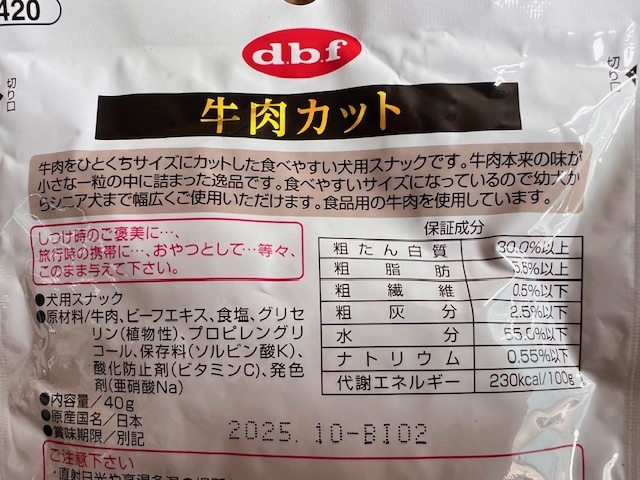 420
切り口
切り口
d.b.f
牛肉カット
牛肉をひとくちサイズにカットした食べやすい犬用スナックです。牛肉本来の味が
小さな一粒の中に詰まった逸品です。食べやすいサイズになっているので幼犬か
らシニア犬まで幅広くご使用いただけます。食品用の牛肉を使用しています。
しつけ時のご褒美に…、
旅行時の携帯に…、おやつとして…等々、
このまま与えて下さい。
保証成分
粗たん白質 30.0%以上
粗脂肪 5.5%以上
粗繊維 0.5%以下
粗灰分 2.5%以下
水分 55.0%以下
ナトリウム 0.55%以下
代謝エネルギー 230kcal/100g
●犬用スナック
●原材料/牛肉、ビーフエキス、食塩、グリセ
リン(植物性)、プロピレングリ
コール、保存料(ソルビン酸K)、
酸化防止剤(ビタミンC)、発色
剤(亜硝酸Na)
●内容量/40g
●原産国名/日本
●賞味期限/別記
2025. 10-BI02
ご注意下さい